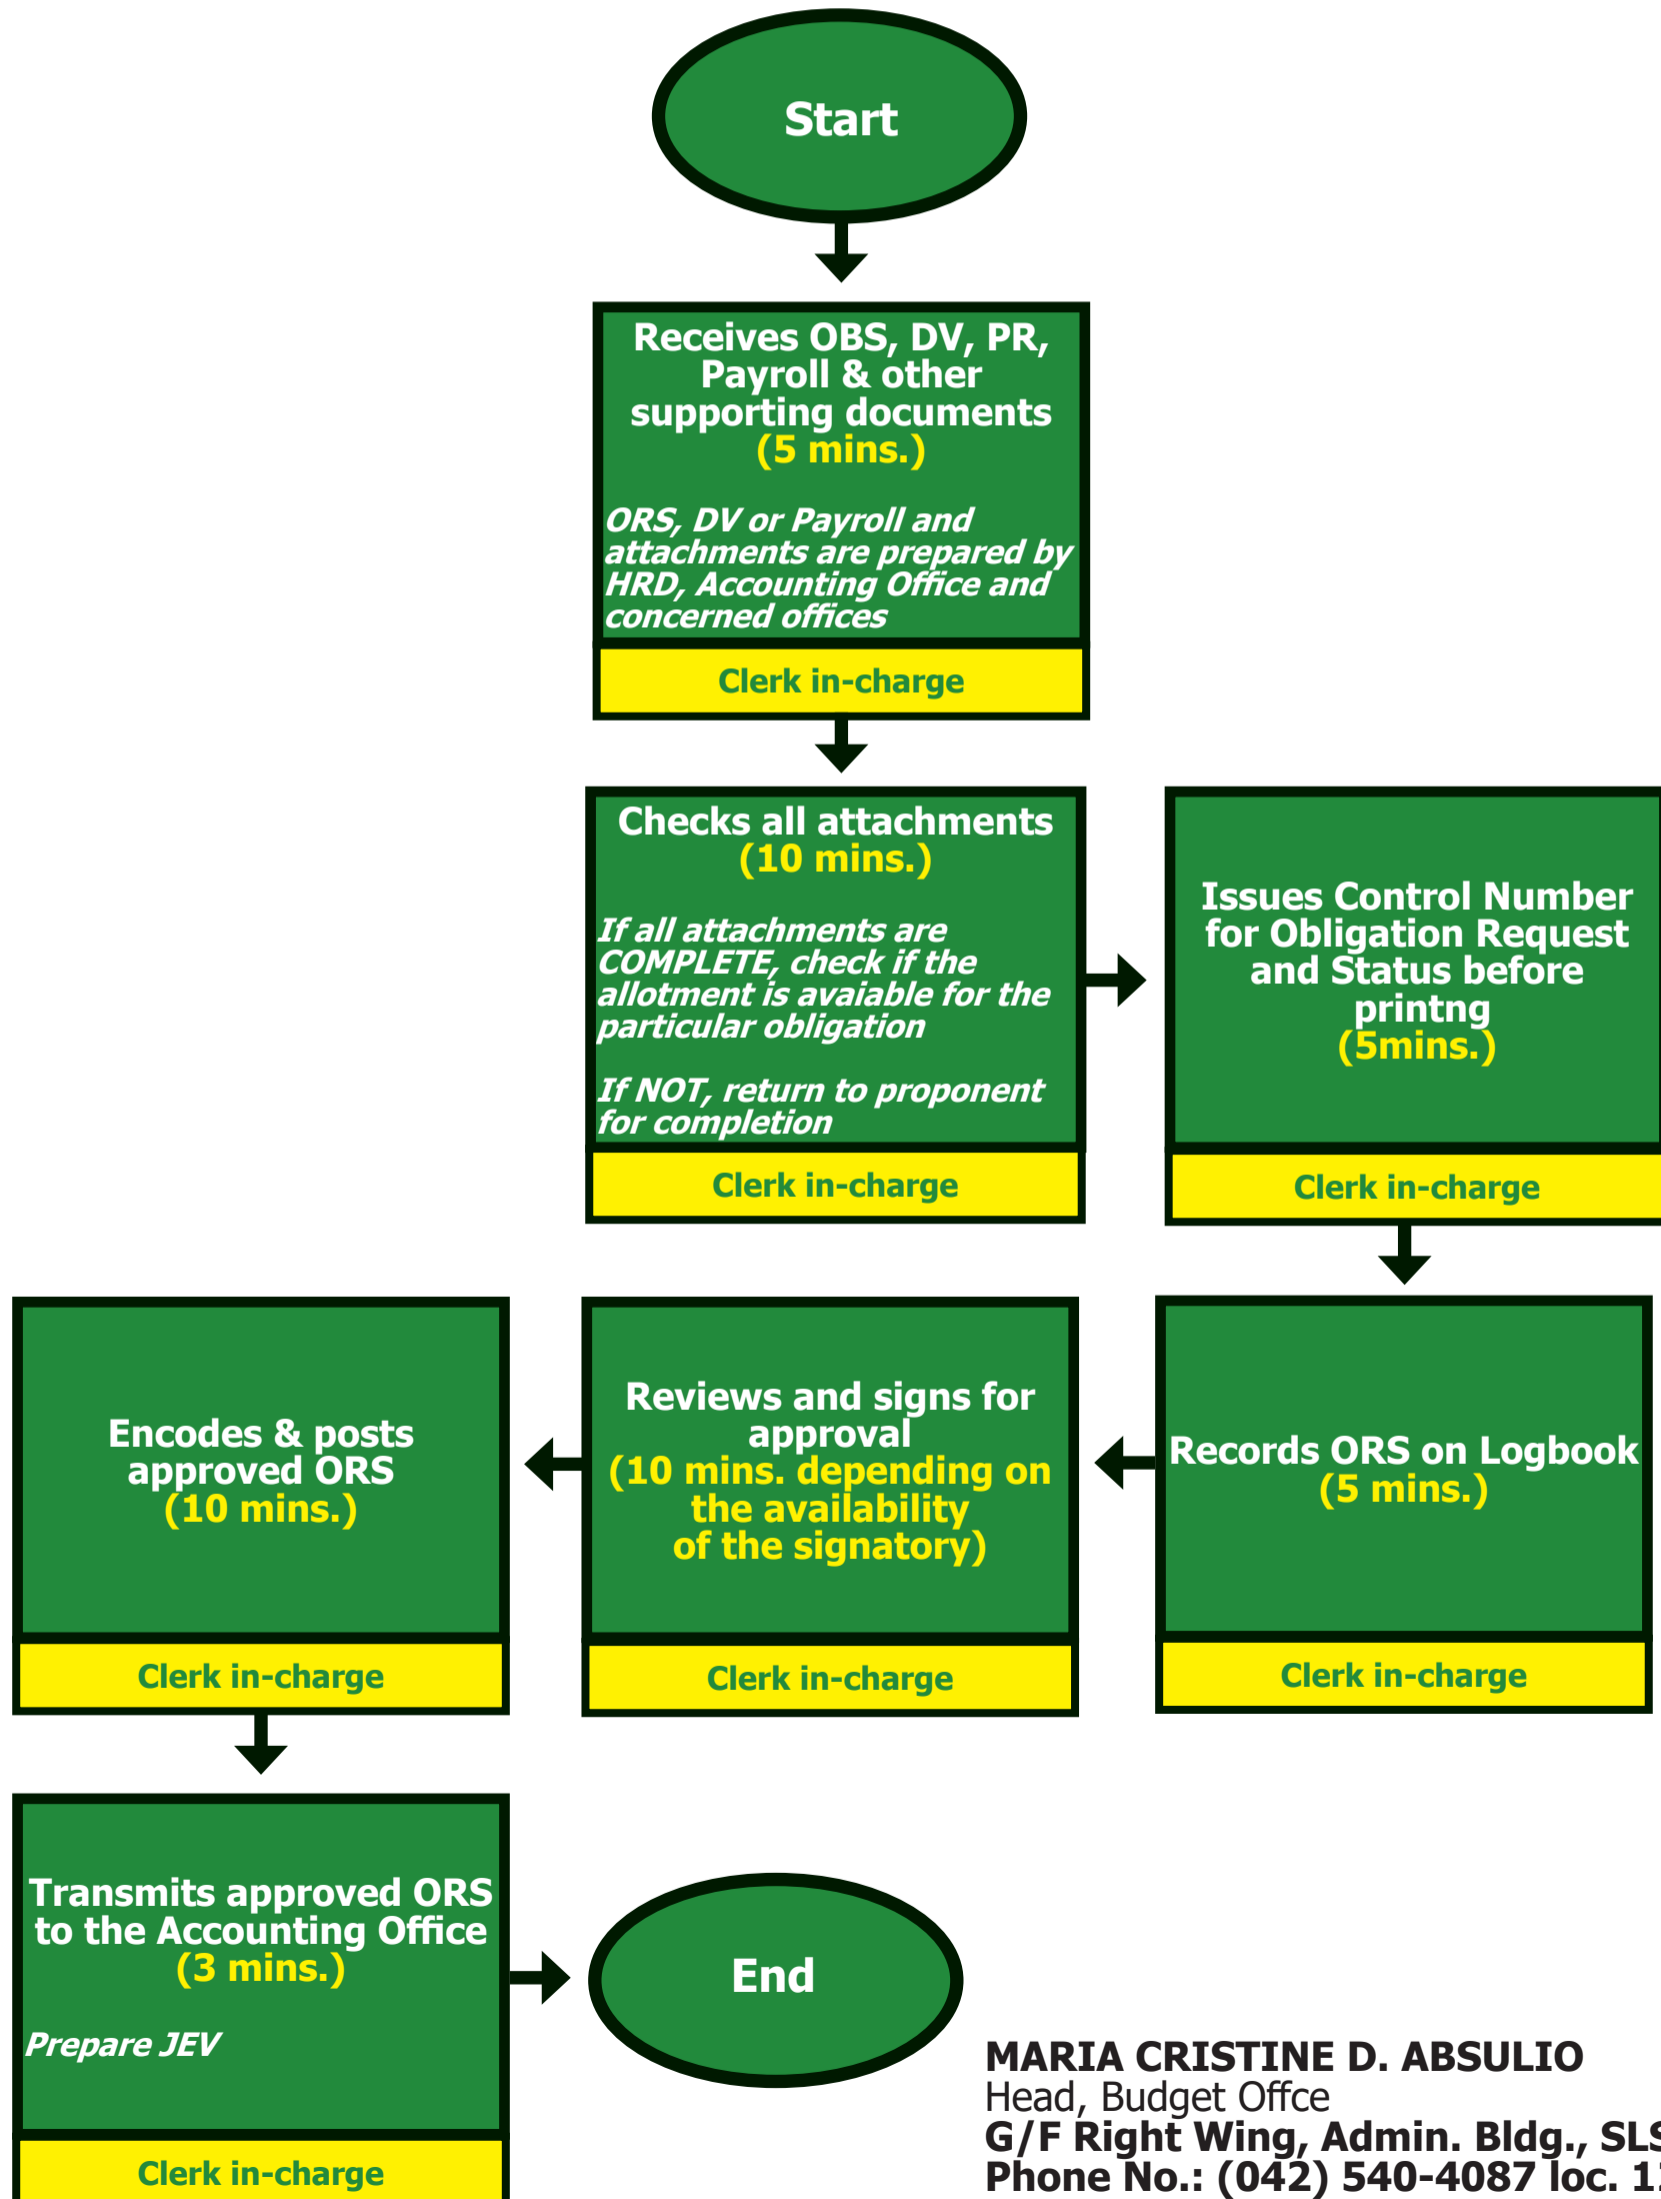 Start
Receives OBS, DV, PR,
Payroll & other
supporting documents
(5 mins.)
ORS, DV or Payroll and
attachments are prepared by
HRD, Accounting Office and
concerned offices
Clerk in-charge
Checks all attachments
(10 mins.)
If all attachments are
COMPLETE, check if the
allotment is avaiable for the
particular obligation
If NOT, return to proponent
for completion
Clerk in-charge
Issues Control Number
for Obligation Request
and Status before
printng
(5mins.)
Clerk in-charge
Records ORS on Logbook
(5 mins.)
Clerk in-charge
Reviews and signs for
approval
(10 mins. depending on
the availability
of the signatory)
Clerk in-charge
Encodes & posts
approved ORS
(10 mins.)
Clerk in-charge
Transmits approved ORS
to the Accounting Office
(3 mins.)
Prepare JEV
Clerk in-charge
End
MARIA CRISTINE D. ABSULIO
Head, Budget Offce
G/F Right Wing, Admin. Bldg.,
Phone No.: (042) 540-4087 loc.